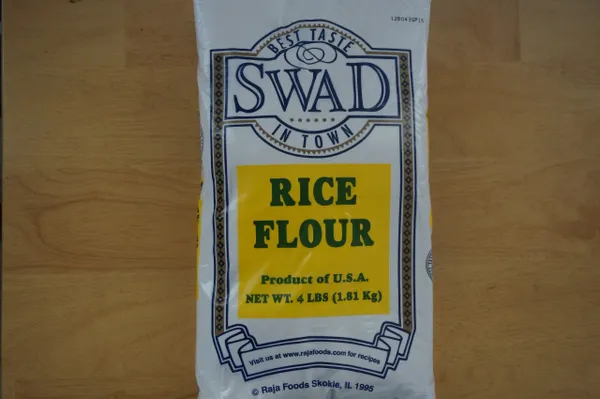 BEST TASTE
SWAD
IN TOWN
RICE
FLOUR
Product of U.S.A.
NET WT. 4 LBS (1.81 Kg)
Visit us at www.rajafoods.com for recipes
© Raja Foods Skokie, IL 1995